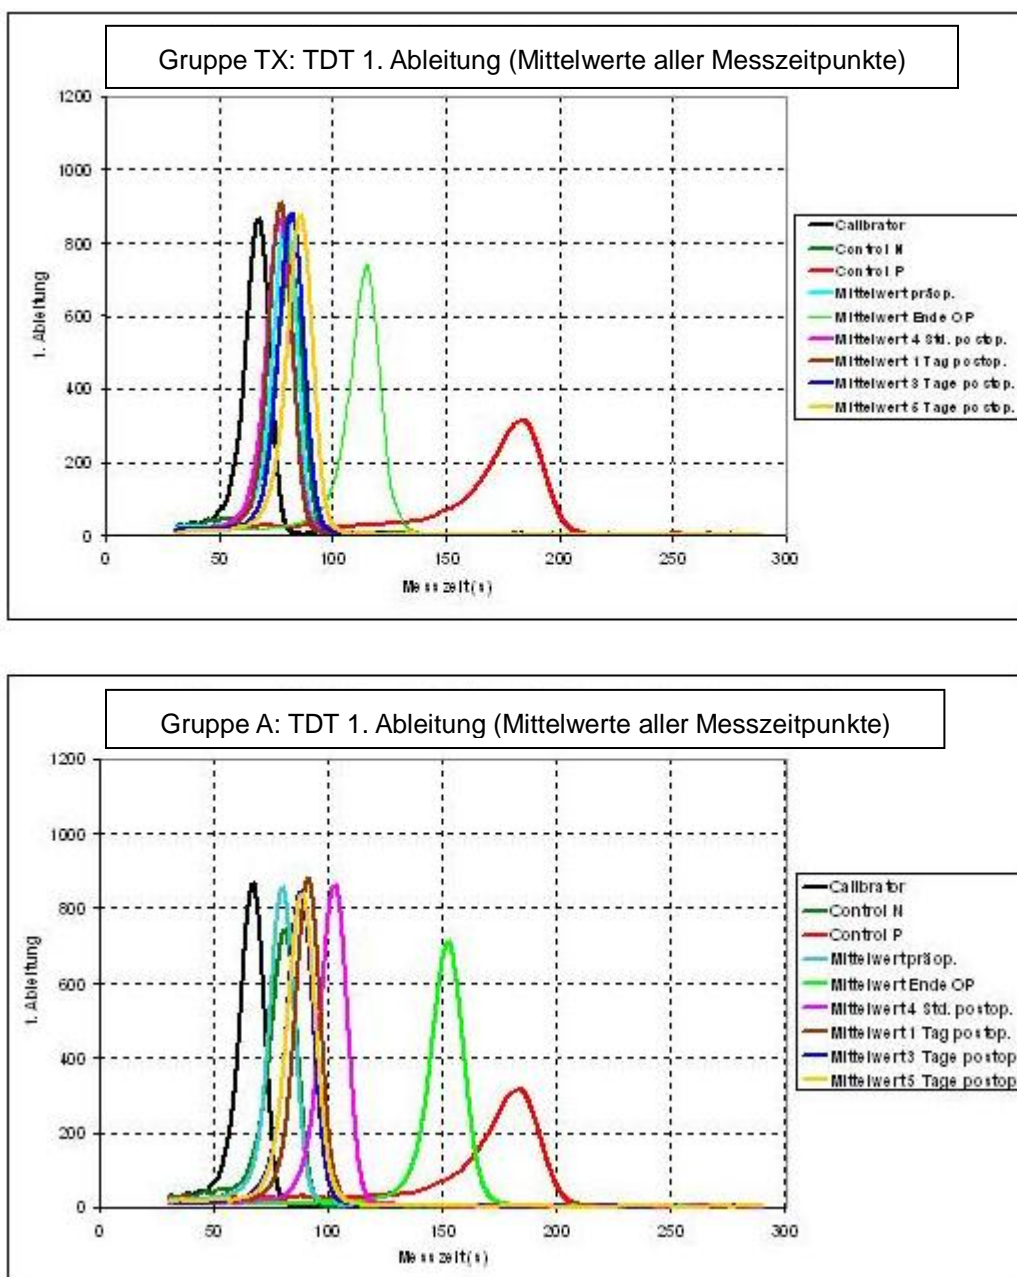 Gruppe TX: TDT 1. Ableitung (Mittelwerte aller Messzeitpunkte)
1200
1000
800
600
400
200
0
1. Ableitung
0 50 100 150 200 250 300
Messzeit(s)
Calibrator
Control N
Control P
Mittelwert präop.
Mittelwert Ende OP
Mittelwert 4 Std. postop.
Mittelwert 1 Tag postop.
Mittelwert 3 Tage postop.
Mittelwert 5 Tage postop.
Gruppe A: TDT 1. Ableitung (Mittelwerte aller Messzeitpunkte)
1200
1000
800
600
400
200
0
1. Ableitung
0 50 100 150 200 250 300
Messzeit(s)
Calibrator
Control N
Control P
Mittelwert präop.
Mittelwert Ende OP
Mittelwert 4 Std. postop.
Mittelwert 1 Tag postop.
Mittelwert 3 Tage postop.
Mittelwert 5 Tage postop.